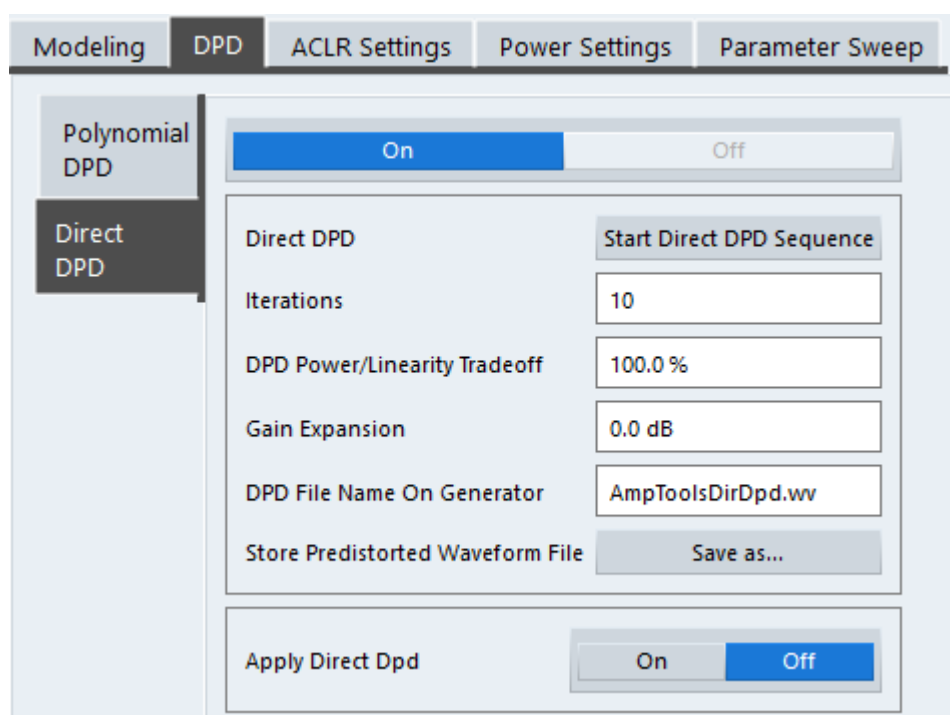 Modeling DPD ACLR Settings Power Settings Parameter Sweep
Polynomial
DPD
On Off
Direct
DPD
Direct DPD Start Direct DPD Sequence
Iterations 10
DPD Power/Linearity Tradeoff 100.0 %
Gain Expansion 0.0 dB
DPD File Name On Generator AmpToolsDirDpd.wv
Store Predistorted Waveform File Save as...
Apply Direct Dpd On Off